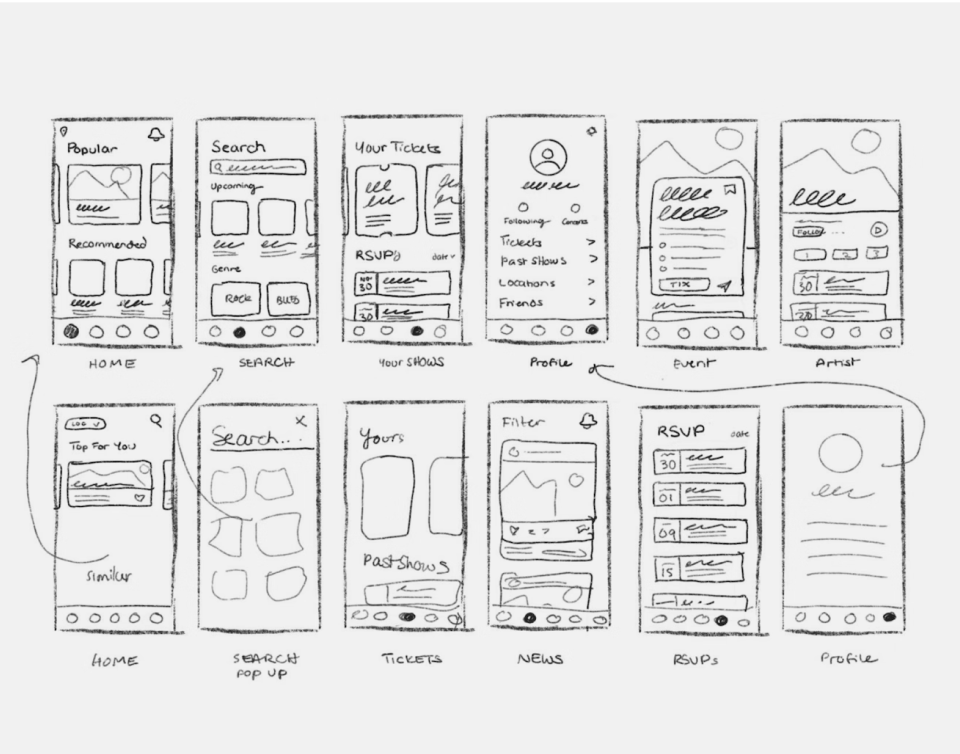 Popular
Recommended
HOME
Search
Upcoming
Genre
Rock
SEARCH
Your Tickets
RSUPs
date
30
30
Your SHOWS
Following
Tickets >
Past Shows >
Locations >
Friends >
Profile
TIX
Event
Follow ...
1 2 3
30
Artist
Top For You
Similar
HOME
Search...
SEARCH
POP UP
Yours
Past Shows
TICKETS
Filter
NEWS
RSVP date
30
01
09
15
RSVPs
Profile